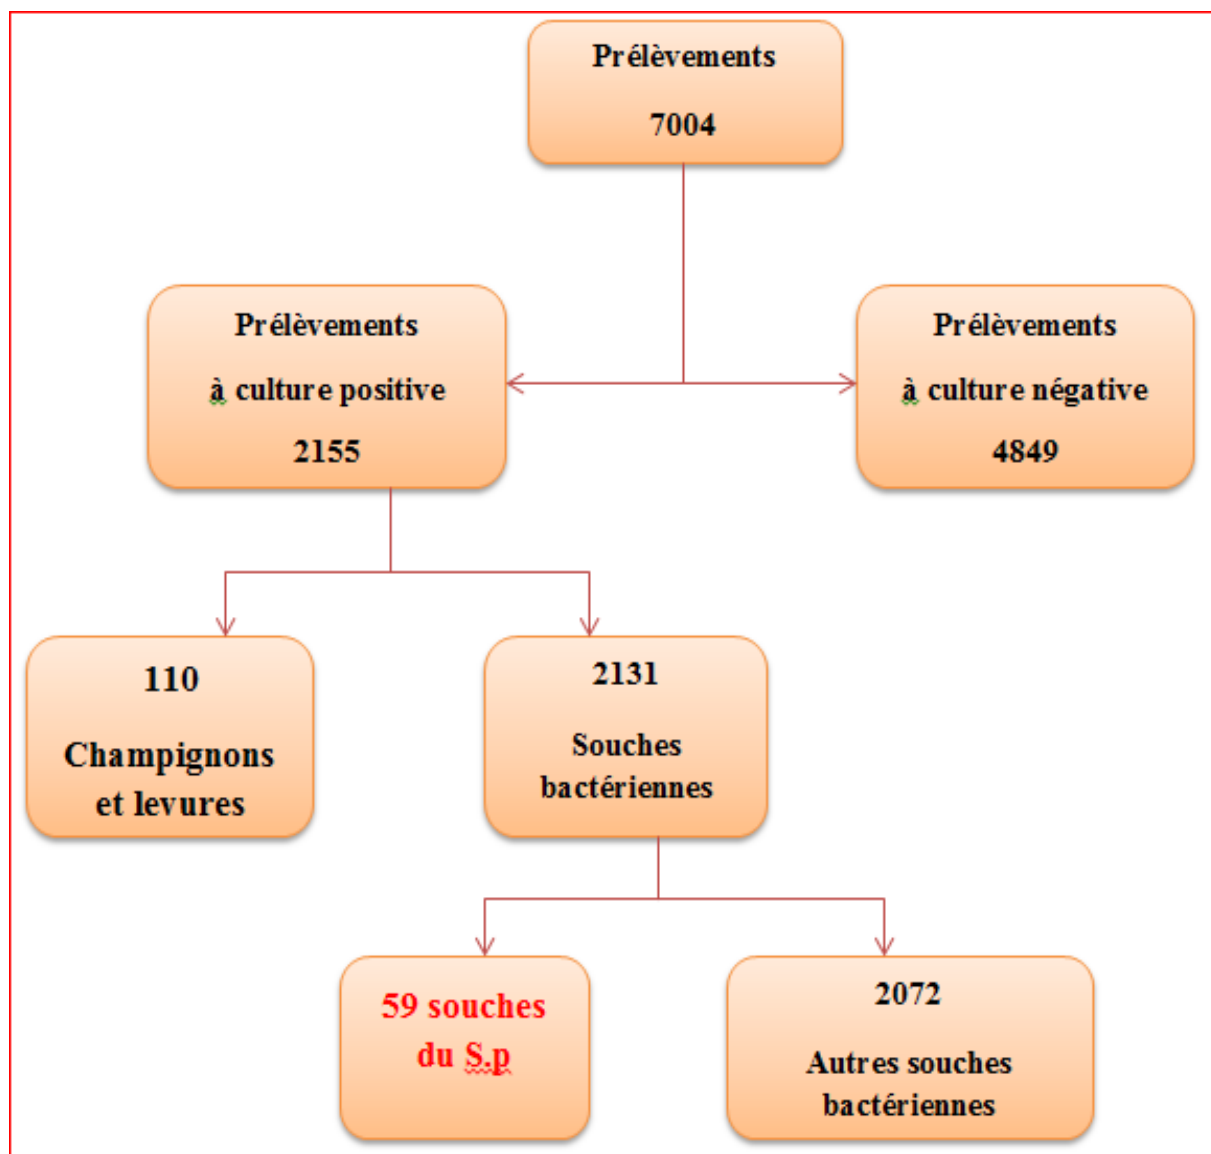 Prélèvements
7004
Prélèvements
à culture positive
2155
Prélèvements
à culture négative
4849
110
Champignons
et levures
2131
Souches
bactériennes
59 souches
du S.p
2072
Autres souches
bactériennes